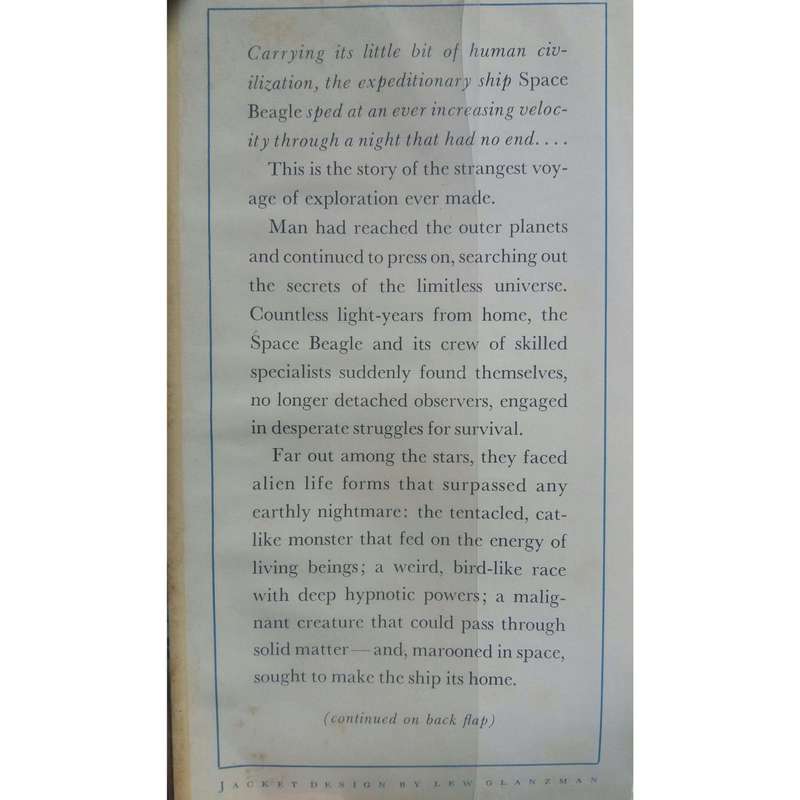 Carrying its little bit of human civ-
ilization, the expeditionary ship Space
Beagle sped at an ever increasing veloc-
ity through a night that had no end. . . .
This is the story of the strangest voy-
age of exploration ever made.
Man had reached the outer planets
and continued to press on, searching out
the secrets of the limitless universe.
Countless light-years from home, the
Space Beagle and its crew of skilled
specialists suddenly found themselves,
no longer detached observers, engaged
in desperate struggles for survival.
Far out among the stars, they faced
alien life forms that surpassed any
earthly nightmare: the tentacled, cat-
like monster that fed on the energy of
living beings; a weird, bird-like race
with deep hypnotic powers; a malig-
nant creature that could pass through
solid matter—and, marooned in space,
sought to make the ship its home.
(continued on back flap)
JACKET DESIGN BY LEW GLANZMAN